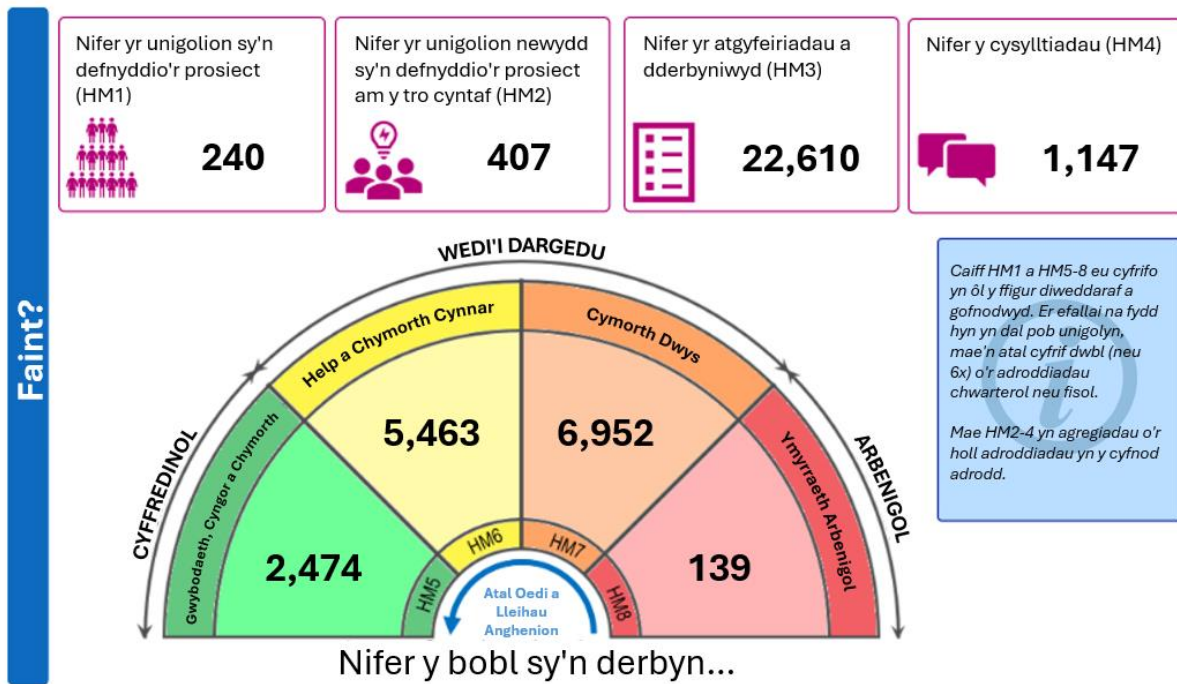 Faint?
Nifer yr unigolion sy'n
defnyddio'r prosiect
(HM1)
240
Nifer yr unigolion newydd
sy'n defnyddio'r prosiect
am y tro cyntaf (HM2)
407
Nifer yr atgyfeiriadau a
dderbyniwyd (HM3)
22,610
Nifer y cysylltiadau (HM4)
1,147
CYFFREDINOL
WEDI'I DARGEDU
ARBENIGOL
Gwybodaeth, Cyngor a Chymorth
Help a Chymorth Cynnar
Cymorth Dwys
Ymyrraeth Arbenigol
2,474
5,463
6,952
139
HM5
HM6
HM7
HM8
Atal Oedi a
Lleihau
Anghenion
Nifer y bobl sy'n derbyn...
Caiff HM1 a HM5-8 eu cyfrifo
yn ôl y ffigur diweddaraf a
gofnodwyd. Er efallai na fydd
hyn yn dal pob unigolyn,
mae'n atal cyfrif dwbl (neu
6x) o'r adroddiadau
chwarterol neu fisol.
Mae HM2-4 yn agregiadau o'r
holl adroddiadau yn y cyfnod
adrodd.